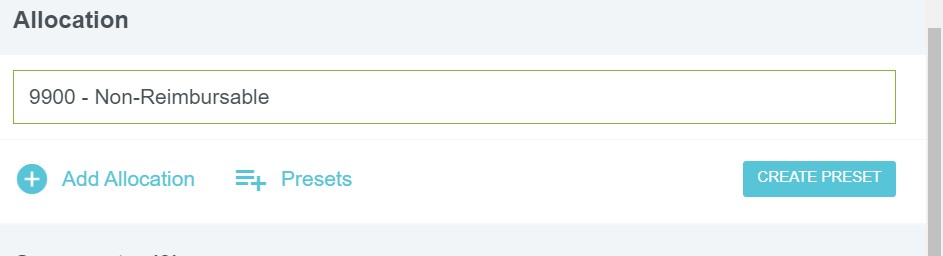 Allocation
9900 - Non-Reimbursable
Add Allocation
Presets
CREATE PRESET